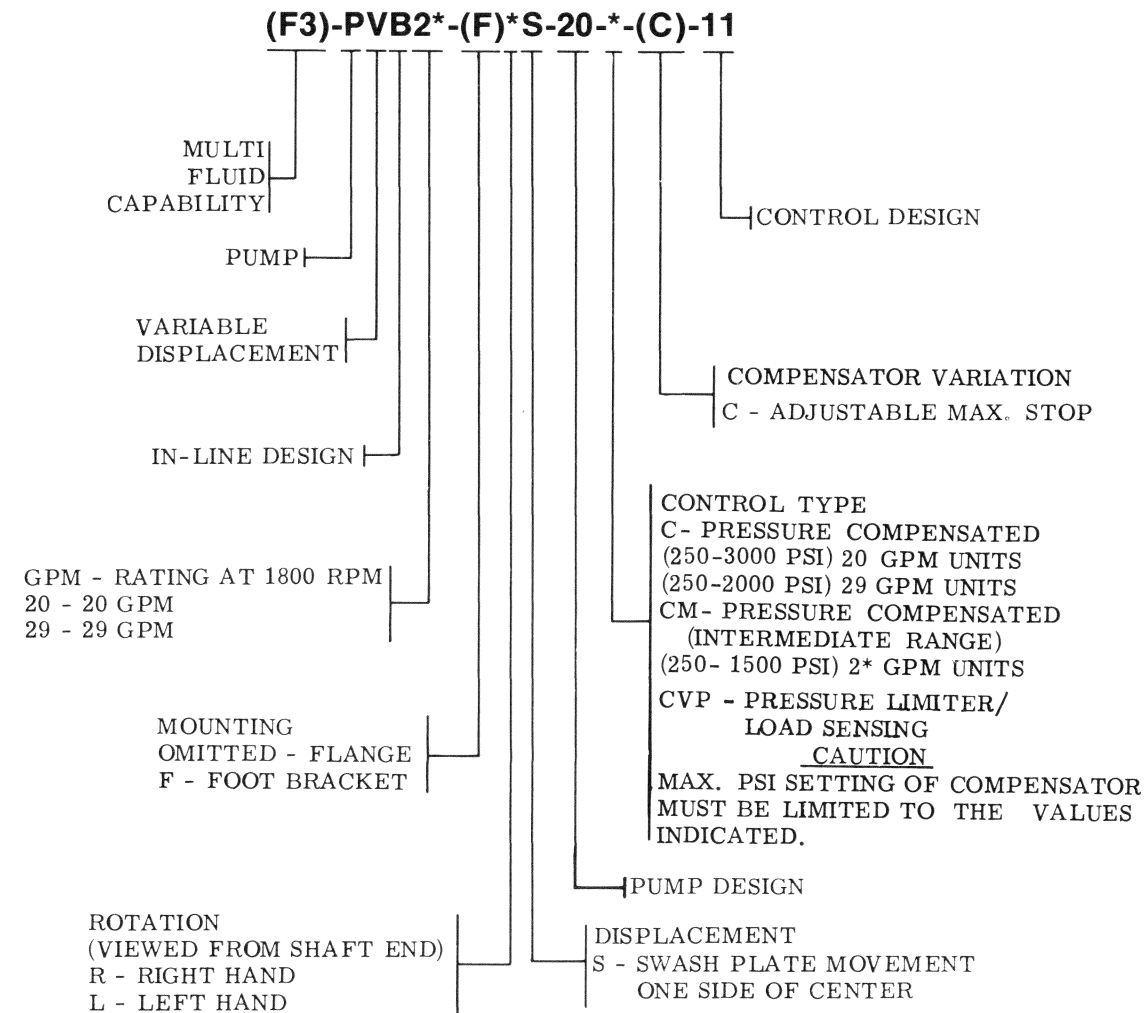 (F3)-PVB2*-(F)*S-20-*-(C)-11
MULTI
FLUID
CAPABILITY
CONTROL DESIGN
PUMP
VARIABLE
DISPLACEMENT
COMPENSATOR VARIATION
C - ADJUSTABLE MAX. STOP
IN-LINE DESIGN
CONTROL TYPE
C- PRESSURE COMPENSATED
(250-3000 PSI) 20 GPM UNITS
(250-2000 PSI) 29 GPM UNITS
CM- PRESSURE COMPENSATED
(INTERMEDIATE RANGE)
(250- 1500 PSI) 2* GPM UNITS
CVP - PRESSURE LIMITER/
LOAD SENSING
CAUTION
MAX. PSI SETTING OF COMPENSATOR
MUST BE LIMITED TO THE VALUES
INDICATED.
GPM - RATING AT 1800 RPM
20 - 20 GPM
29 - 29 GPM
MOUNTING
OMITTED - FLANGE
F - FOOT BRACKET
PUMP DESIGN
ROTATION
(VIEWED FROM SHAFT END)
R - RIGHT HAND
L - LEFT HAND
DISPLACEMENT
S - SWASH PLATE MOVEMENT
ONE SIDE OF CENTER